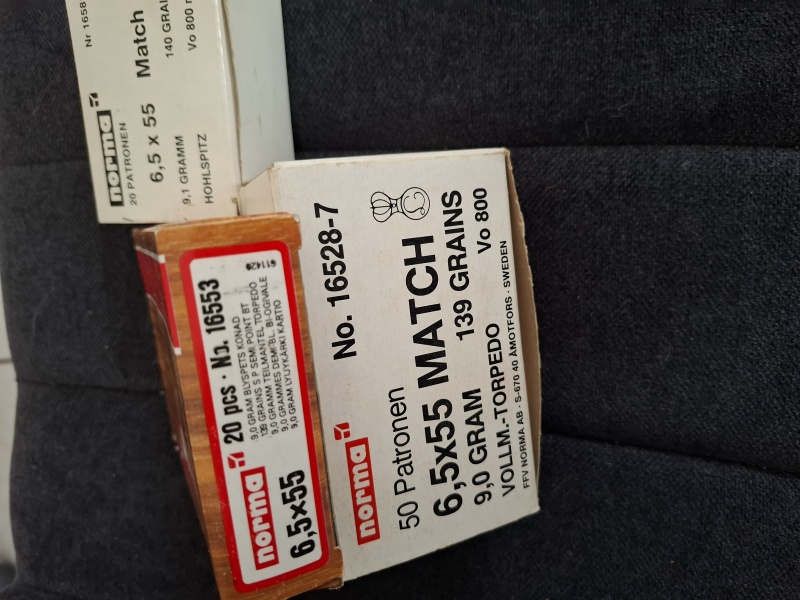 norma
20 PATRONEN
Nr 1658
6,5 x 55 Match
9,1 GRAMM 140 GRAI
HOHLSPITZ Vo 800
norma 20 pcs · No. 16553
6,5x55
9,0 GRAM BLYSPETS KONAD
139 GRAINS S P SEMI POINT BT
9,0 GRAMM TEILMANTEL TORPEDO
9,0 GRAMMES DEMI BL. BI-OGIVALE
9,0 GRAM LYIJYKÄRKI KARTIO
norma No. 16528-7
50 Patronen
6,5x55 MATCH
9,0 GRAM 139 GRAINS
VOLLM.-TORPEDO Vo 800
FFV NORMA AB · S-670 40 ÅMOTFORS · SWEDEN